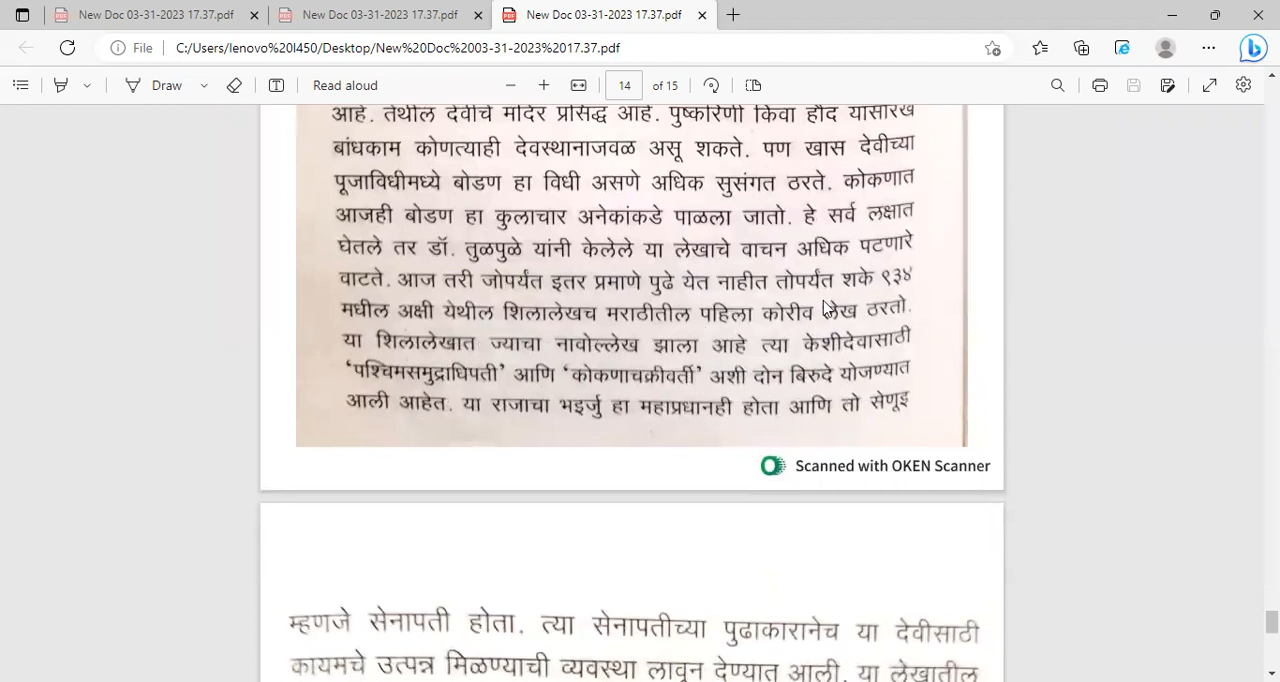 New Doc 03-31-2023 17.37.pdf
New Doc 03-31-2023 17.37.pdf
New Doc 03-31-2023 17.37.pdf
File
C:/Users/lenovo%20l450/Desktop/New%20Doc%2003-31-2023%2017.37.pdf
Draw
Read aloud
14
of 15
आहे. तेथील देवीचे मंदिर प्रसिद्ध आहे. पुष्करिणी किंवा हौद यासारखे
बांधकाम कोणत्याही देवस्थानाजवळ असू शकते. पण खास देवीच्या
पूजाविधीमध्ये बोडण हा विधी असणे अधिक सुसंगत ठरते. कोकणात
आजही बोडण हा कुलाचार अनेकांकडे पाळला जातो. हे सर्व लक्षात
घेतले तर डॉ. तुळपुळे यांनी केलेले या लेखाचे वाचन अधिक पटणारे
वाटते. आज तरी जोपर्यंत इतर प्रमाणे पुढे येत नाहीत तोपर्यंत शके ९३४
मधील अक्षी येथील शिलालेखच मराठीतील पहिला कोरीव लेख ठरतो.
या शिलालेखात ज्याचा नावोल्लेख झाला आहे त्या केशीदेवासाठी
‘पश्चिमसमुद्राधिपती’ आणि ‘कोकणाचक्रीवर्ती’ अशी दोन बिरुदे योजण्यात
आली आहेत. या राजाचा भइर्जु हा महाप्रधानही होता आणि तो सेणूइ
Scanned with OKEN Scanner
म्हणजे सेनापती होता. त्या सेनापतीच्या पुढाकारानेच या देवीसाठी
कायमचे उत्पन्न मिळण्याची व्यवस्था लावून देण्यात आली. या लेखातील